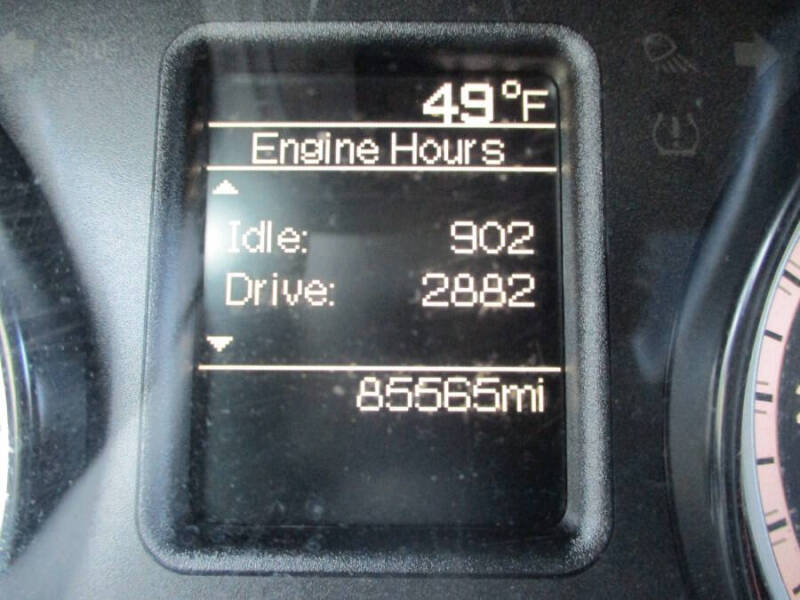 49°F
Engine Hours
Idle: 902
Drive: 2882
85565mi